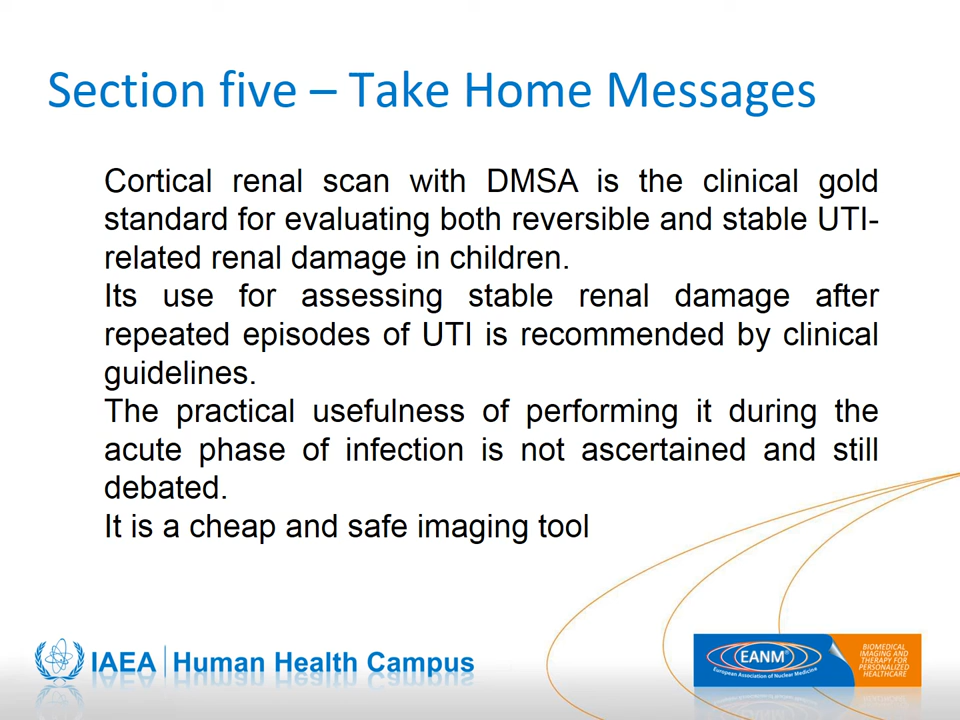 Section five – Take Home Messages
Cortical renal scan with DMSA is the clinical gold
standard for evaluating both reversible and stable UTI-
related renal damage in children.
Its use for assessing stable renal damage after
repeated episodes of UTI is recommended by clinical
guidelines.
The practical usefulness of performing it during the
acute phase of infection is not ascertained and still
debated.
It is a cheap and safe imaging tool
IAEA | Human Health Campus
EANM®
European Association of Nuclear Medicine
BIOMEDICAL
IMAGING AND
THERAPY FOR
PERSONALIZED
HEALTHCARE